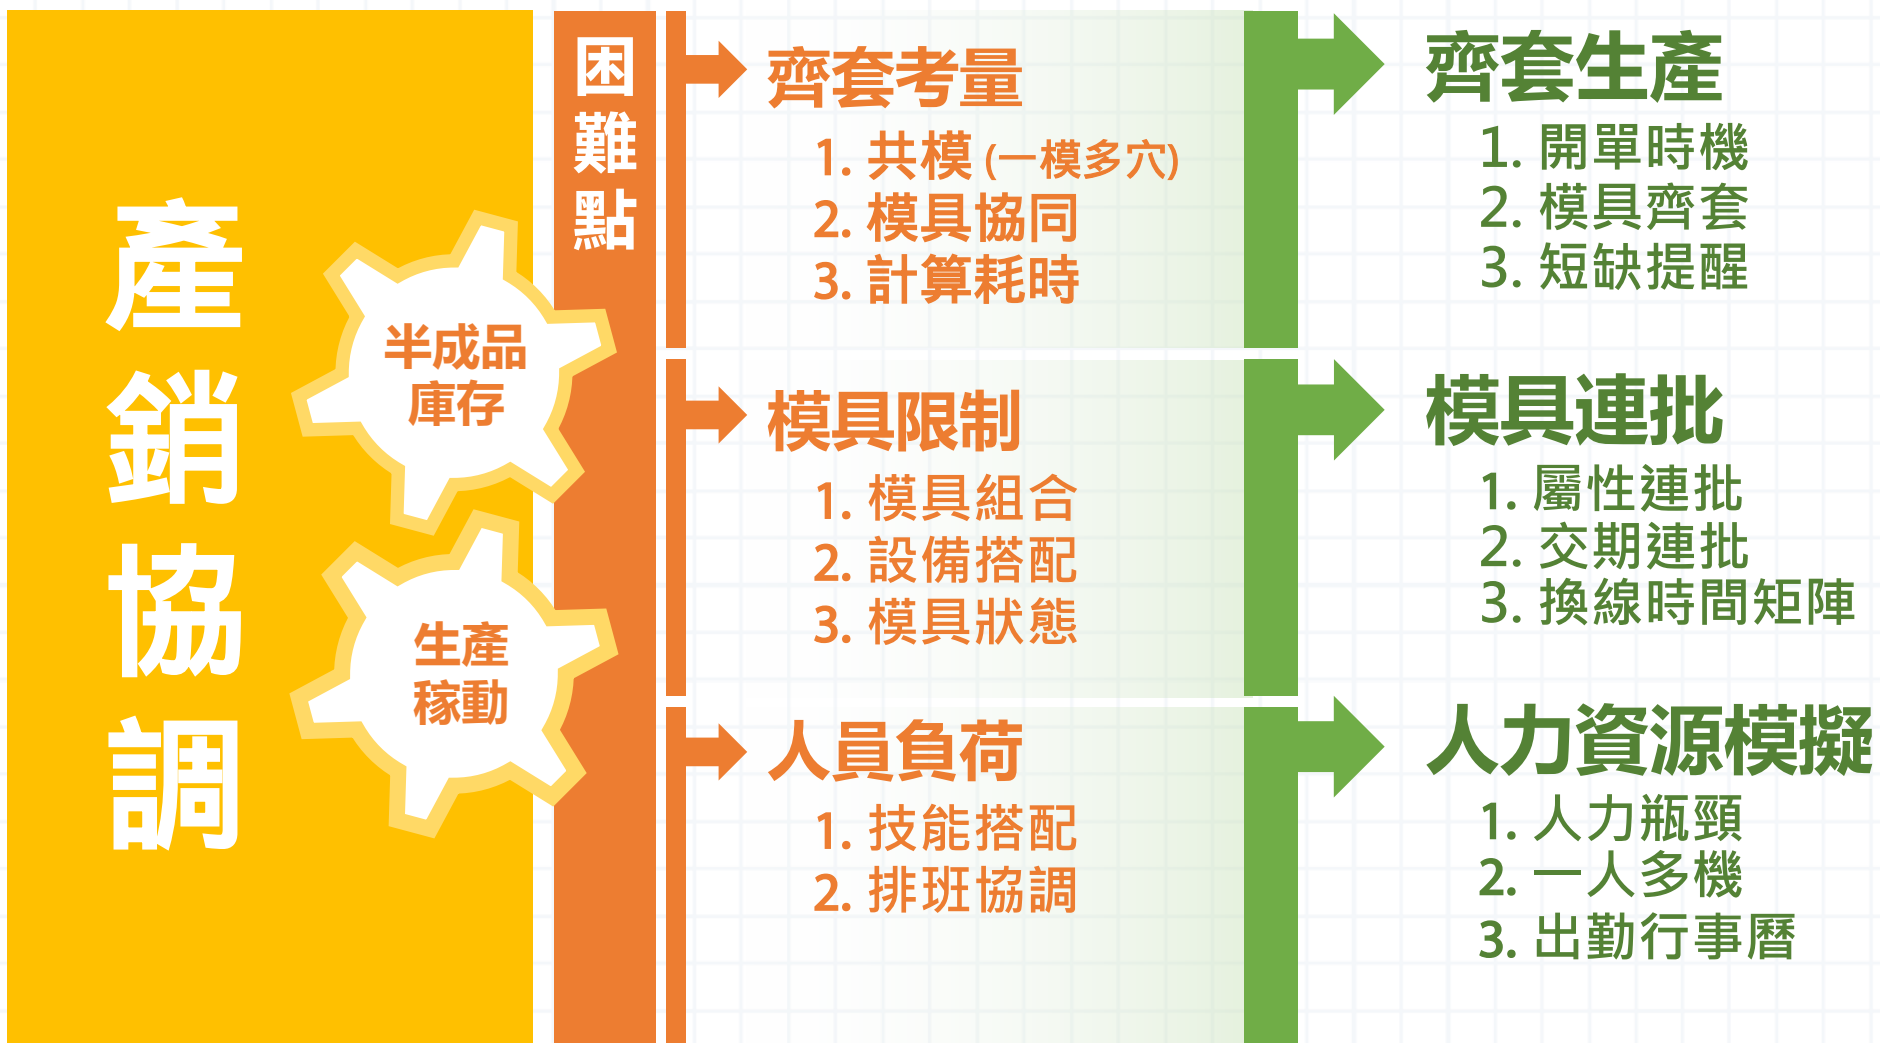 產銷協調
半成品
庫存
生產
稼動
困難點
齊套考量
1. 共模 (一模多穴)
2. 模具協同
3. 計算耗時
模具限制
1. 模具組合
2. 設備搭配
3. 模具狀態
人員負荷
1. 技能搭配
2. 排班協調
齊套生產
1. 開單時機
2. 模具齊套
3. 短缺提醒
模具連批
1. 屬性連批
2. 交期連批
3. 換線時間矩陣
人力資源模擬
1. 人力瓶頸
2. 一人多機
3. 出勤行事曆